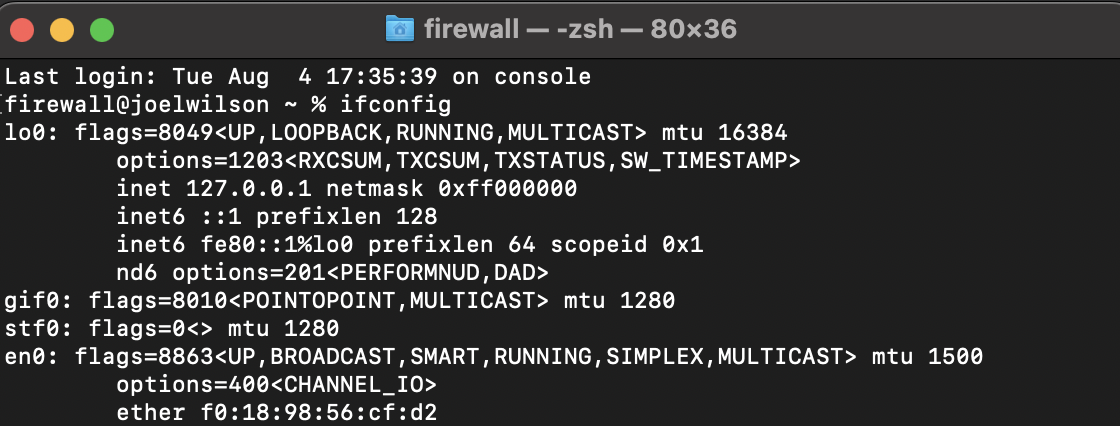 firewall — -zsh — 80×36
Last login: Tue Aug  4 17:35:39 on console
[firewall@joelwilson ~ % ifconfig
lo0: flags=8049<UP,LOOPBACK,RUNNING,MULTICAST> mtu 16384
        options=1203<RXCSUM,TXCSUM,TXSTATUS,SW_TIMESTAMP>
        inet 127.0.0.1 netmask 0xff000000
        inet6 ::1 prefixlen 128
        inet6 fe80::1%lo0 prefixlen 64 scopeid 0x1
        nd6 options=201<PERFORMNUD,DAD>
gif0: flags=8010<POINTOPOINT,MULTICAST> mtu 1280
stf0: flags=0<> mtu 1280
en0: flags=8863<UP,BROADCAST,SMART,RUNNING,SIMPLEX,MULTICAST> mtu 1500
        options=400<CHANNEL_IO>
        ether f0:18:98:56:cf:d2